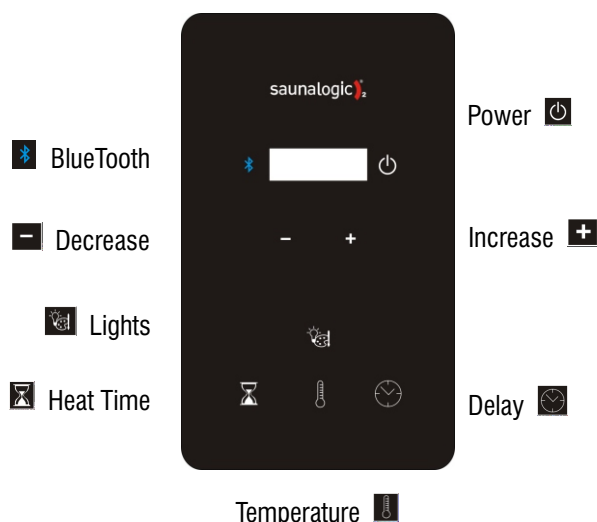 saunalogic2
Power
BlueTooth
Decrease
Increase
Lights
Heat Time
Delay
Temperature